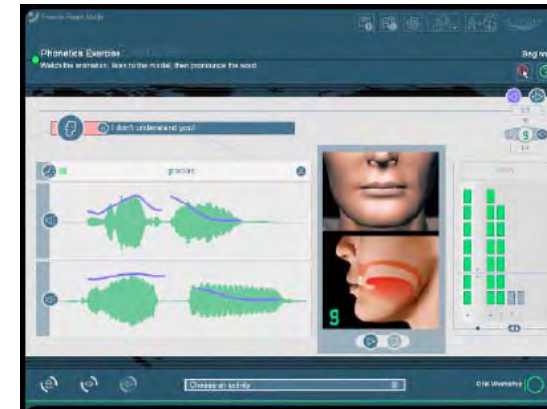 Phonetics Exercise
Begin
Watch the animation, listen to the model, then pronounce the word.
I don't understand you!
gracias
g
g
Choose an activity
Oral Workshop